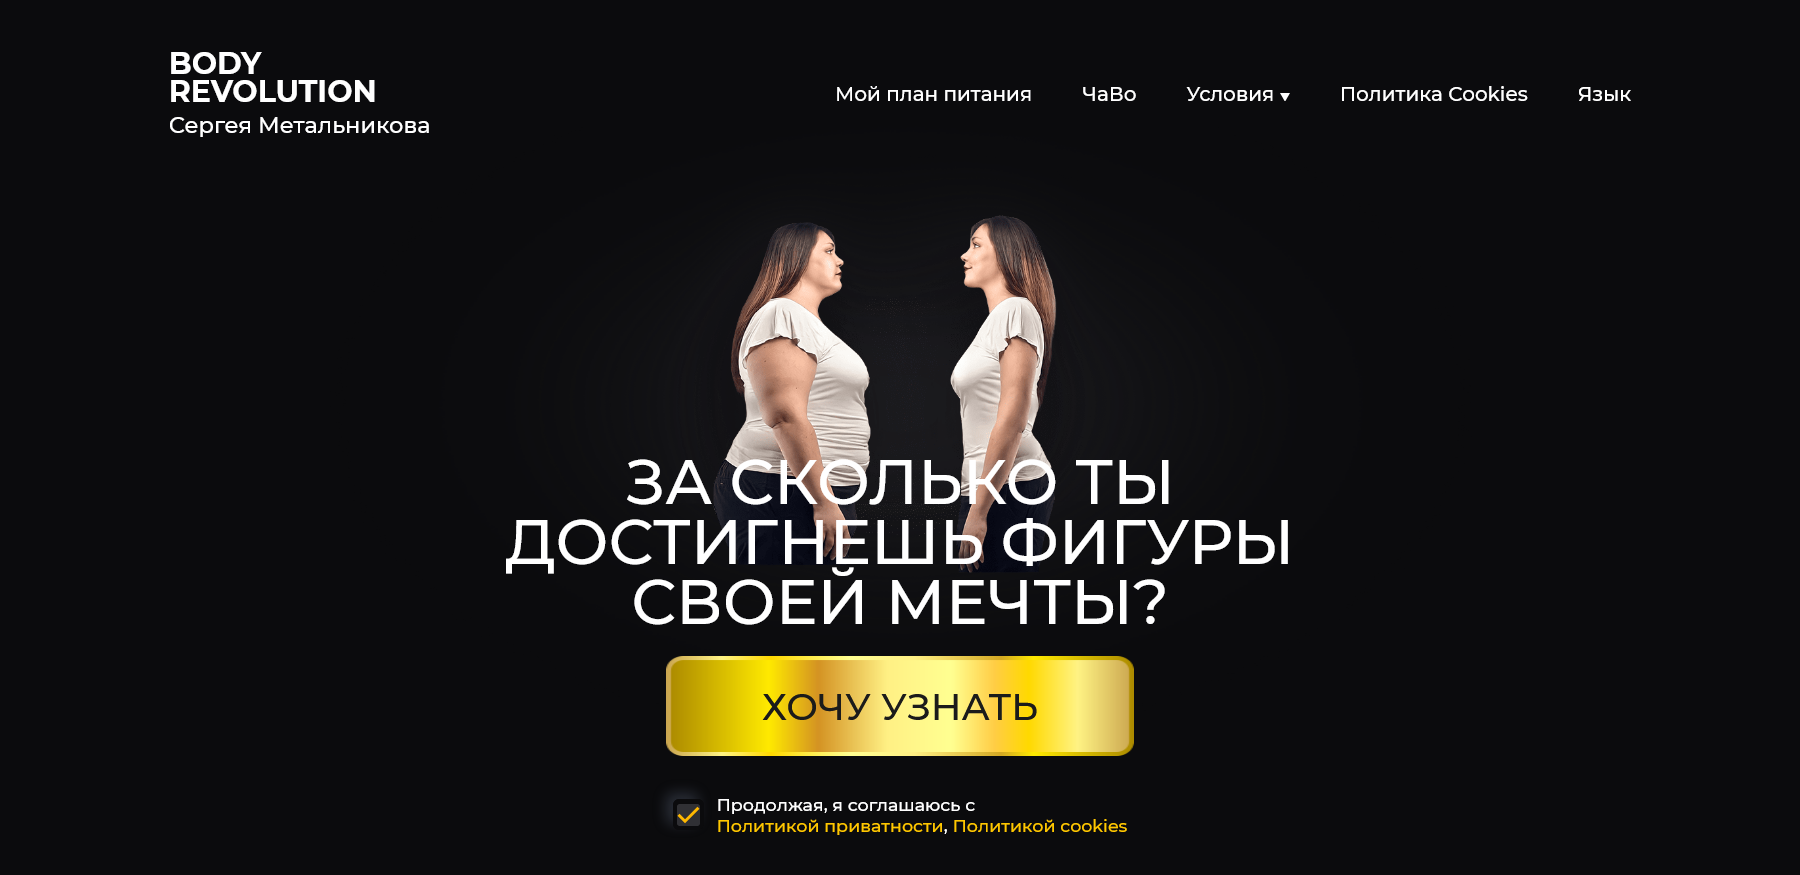 BODY
REVOLUTION
Сергея Метальникова
Мой план питания ЧаВо Условия ▼ Политика Cookies Язык
ЗА СКОЛЬКО ТЫ
ДОСТИГНЕШЬ ФИГУРЫ
СВОЕЙ МЕЧТЫ?
ХОЧУ УЗНАТЬ
Продолжая, я соглашаюсь с
Политикой приватности, Политикой cookies